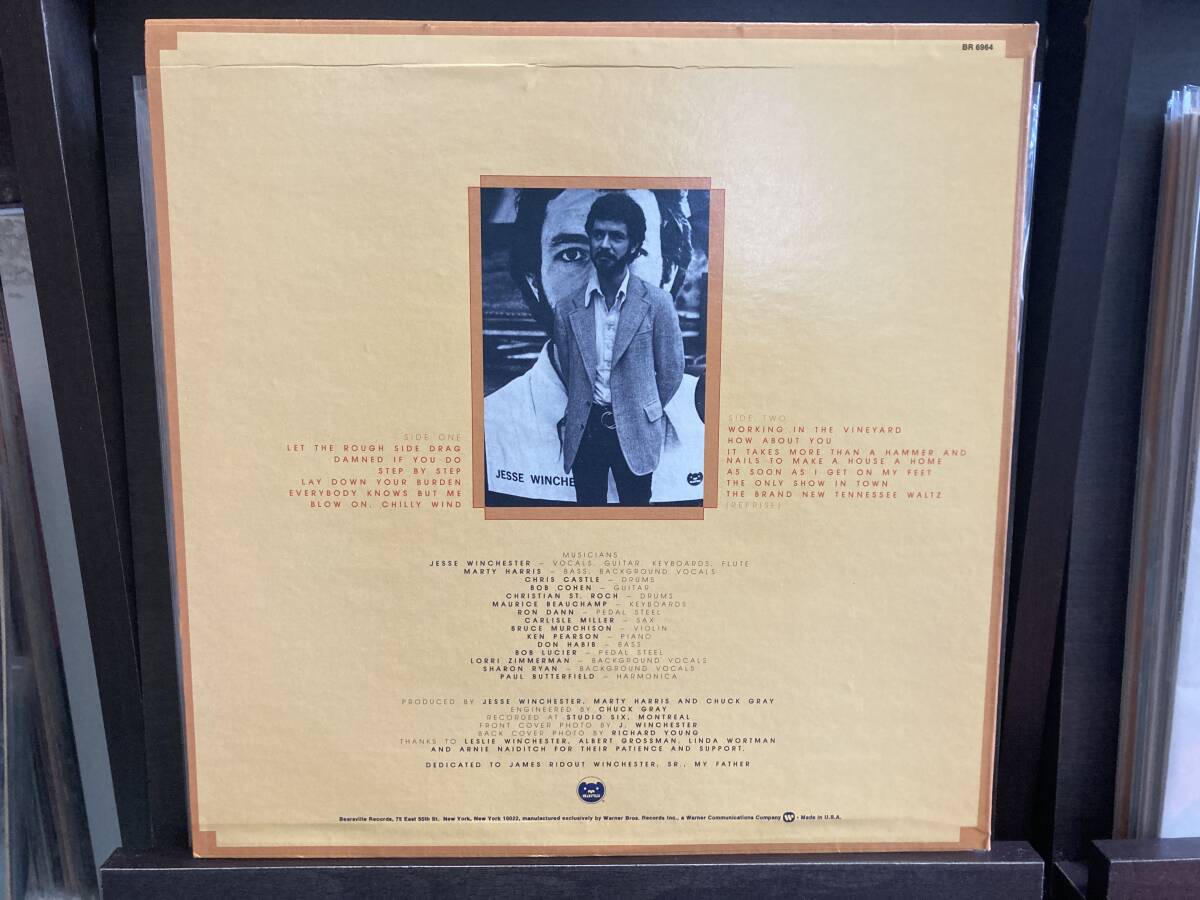 BR 6964
JESSE WINCHE
SIDE ONE
LET THE ROUGH SIDE DRAG
DAMNED IF YOU DO
STEP BY STEP
LAY DOWN YOUR BURDEN
EVERYBODY KNOWS BUT ME
BLOW ON, CHILLY WIND
SIDE TWO
WORKING IN THE VINEYARD
HOW ABOUT YOU
IT TAKES MORE THAN A HAMMER AND
NAILS TO MAKE A HOUSE A HOME
AS SOON AS I GET ON MY FEET
THE ONLY SHOW IN TOWN
THE BRAND NEW TENNESSEE WALTZ
(REPRISE)
MUSICIANS
JESSE WINCHESTER – VOCALS, GUITAR, KEYBOARDS, FLUTE
MARTY HARRIS – BASS, BACKGROUND VOCALS
CHRIS CASTLE – DRUMS
BOB COHEN – GUITAR
CHRISTIAN ST. ROCH – DRUMS
MAURICE BEAUCHAMP – KEYBOARDS
RON DANN – PEDAL STEEL
CARLISLE MILLER – SAX
BRUCE MURCHISON – VIOLIN
KEN PEARSON – PIANO
DON HABIB – BASS
BOB LUCIER – PEDAL STEEL
LORRI ZIMMERMAN – BACKGROUND VOCALS
SHARON RYAN – BACKGROUND VOCALS
PAUL BUTTERFIELD – HARMONICA
PRODUCED BY JESSE WINCHESTER, MARTY HARRIS AND CHUCK GRAY
ENGINEERED BY CHUCK GRAY
RECORDED AT STUDIO SIX, MONTREAL
FRONT COVER PHOTO BY J. WINCHESTER
BACK COVER PHOTO BY RICHARD YOUNG
THANKS TO LESLIE WINCHESTER, ALBERT GROSSMAN, LINDA WORTMAN
AND ARNIE NAIDITCH FOR THEIR PATIENCE AND SUPPORT.
DEDICATED TO JAMES RIDOUT WINCHESTER, SR., MY FATHER
BEARSVILLE
Bearsville Records, 75 East 55th St. New York, New York 10022, manufactured exclusively by Warner Bros. Records Inc., a Warner Communications Company W · Made in U.S.A.